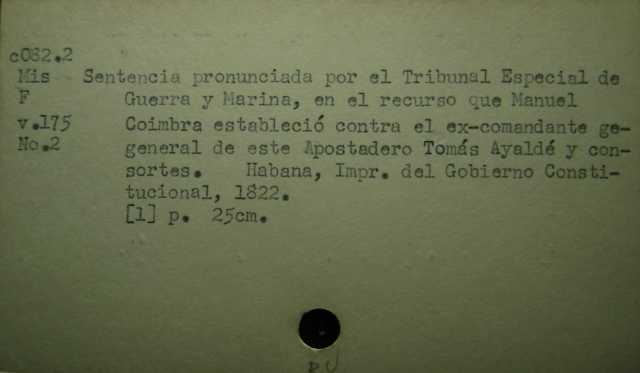 c082.2
Mis Sentencia pronunciada por el Tribunal Especial de
F Guerra y Marina, en el recurso que Manuel
v.175 Coimbra estableció contra el ex-comandante ge-
No.2 general de este Apostadero Tomás Ayaldé y con-
sortes. Habana, Impr. del Gobierno Consti-
tucional, 1822.
[1] p. 25cm.